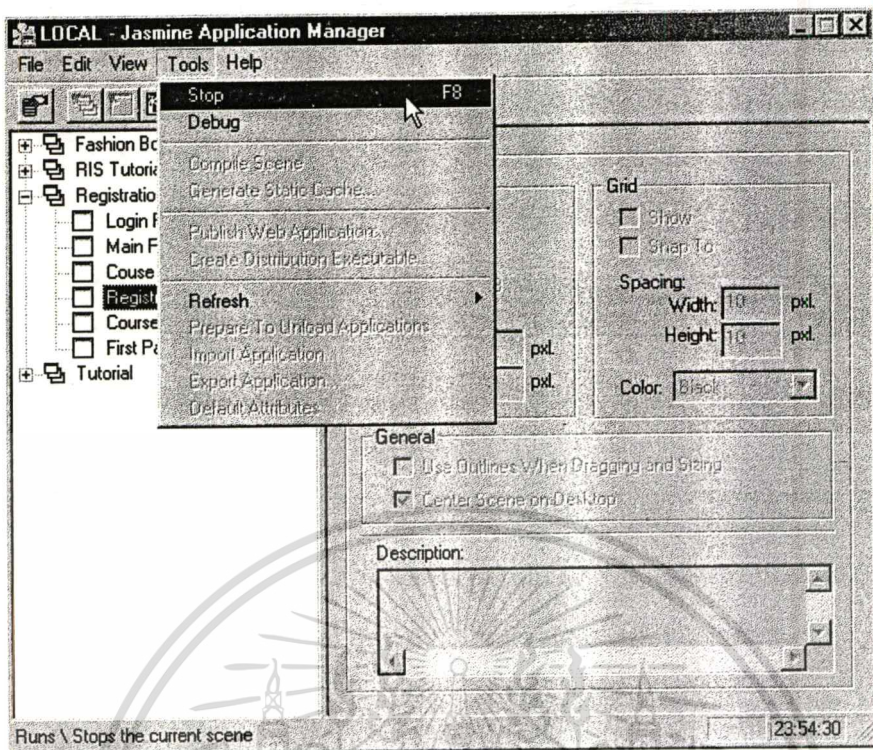 LOCAL - Jasmine Application Manager
File Edit View Tools Help
Stop F8
Debug
Compile Scene
Generate Static Cache...
Publish Web Application...
Create Distribution Executable...
Refresh
Prepare To Unload Applications
Import Application...
Export Application...
Default Attributes
Fashion Bo
RIS Tutoria
Registratio
Login F
Main F
Couse
Regist
Course
First Pa
Tutorial
Grid
Show
Snap To
Spacing:
Width: 10 pxl.
Height: 10 pxl.
Color: Black
pxl.
pxl.
General
Use Outlines When Dragging and Sizing
Center Scene on Desktop
Description:
Runs \ Stops the current scene
23:54:30